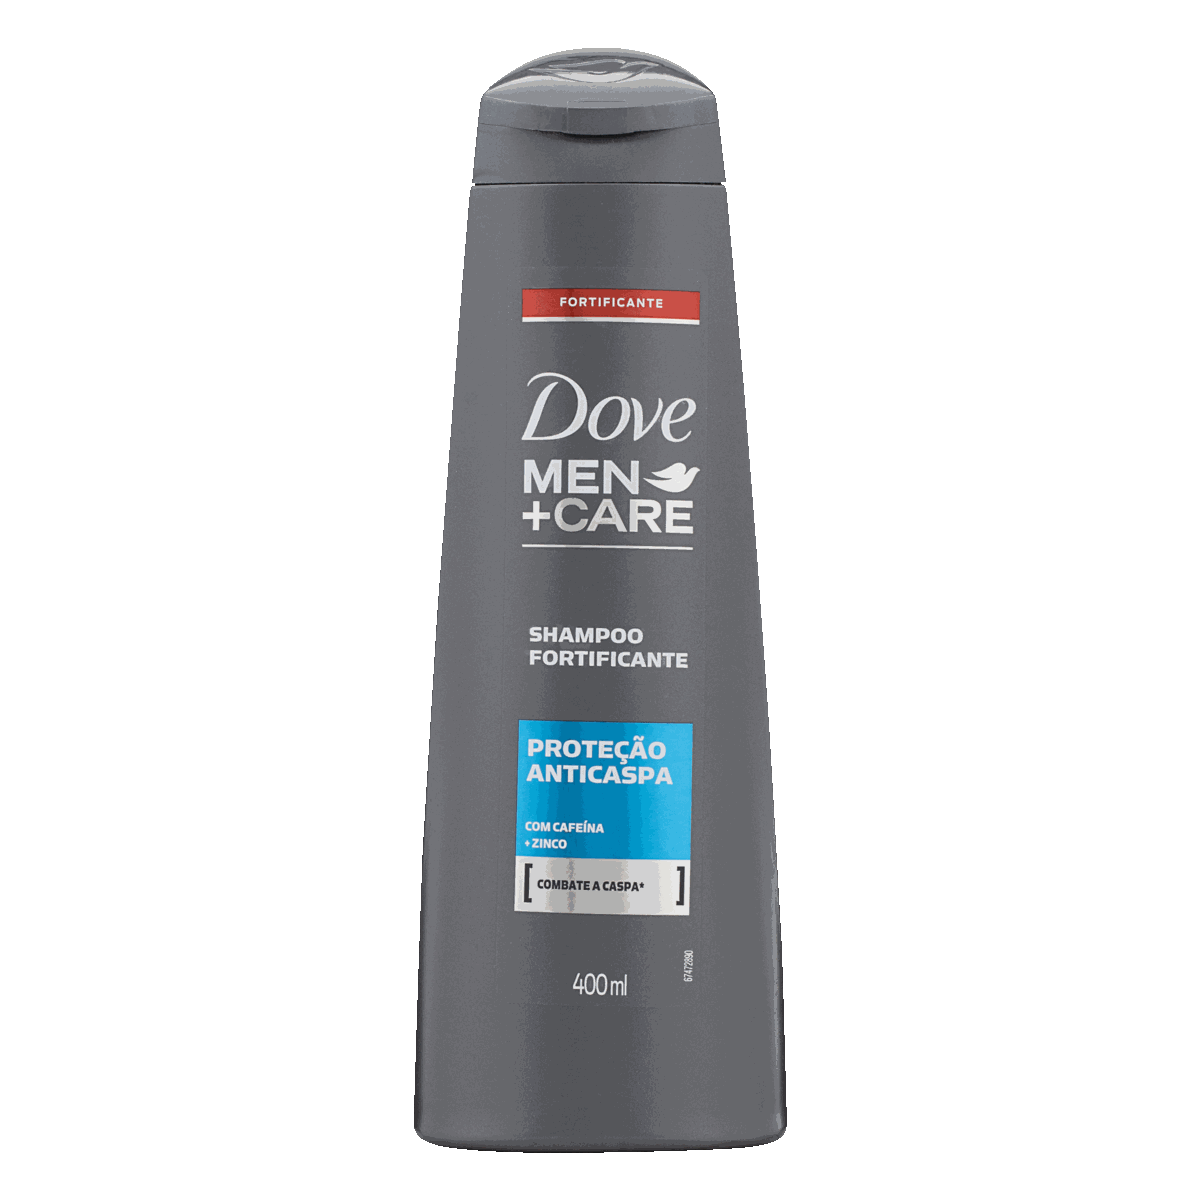 FORTIFICANTE
Dove
MEN
+CARE
SHAMPOO
FORTIFICANTE
PROTEÇÃO
ANTICASPA
COM CAFEÍNA
+ ZINCO
[COMBATE A CASPA*]
67472890
400ml